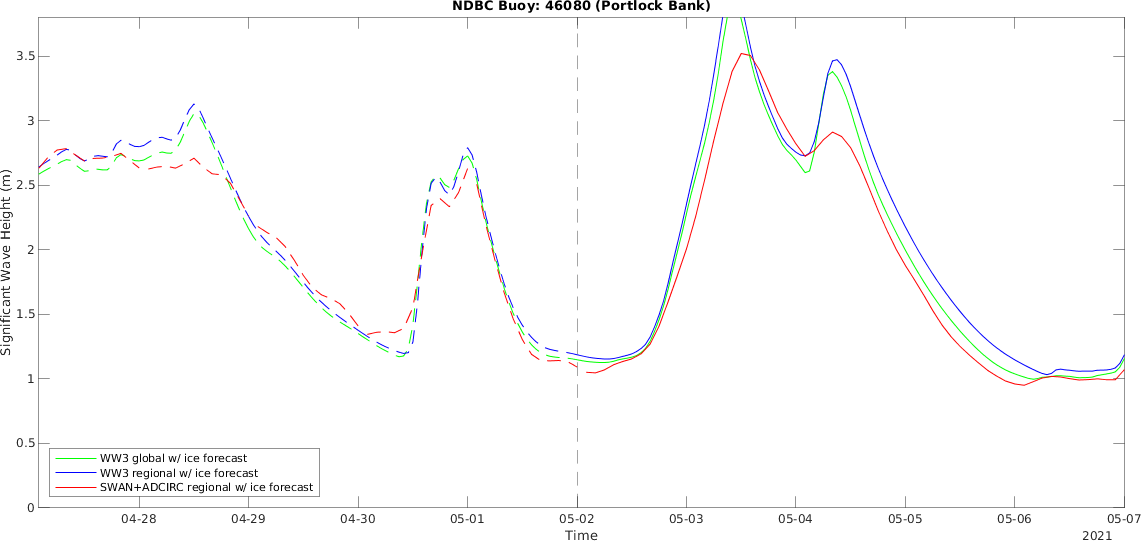 NDBC Buoy: 46080 (Portlock Bank)
Significant Wave Height (m)
3.5
3
2.5
2
1.5
1
0.5
0
WW3 global w/ ice forecast
WW3 regional w/ ice forecast
SWAN+ADCIRC regional w/ ice forecast
04-28 04-29 04-30 05-01 05-02 05-03 05-04 05-05 05-06 05-07
Time
2021